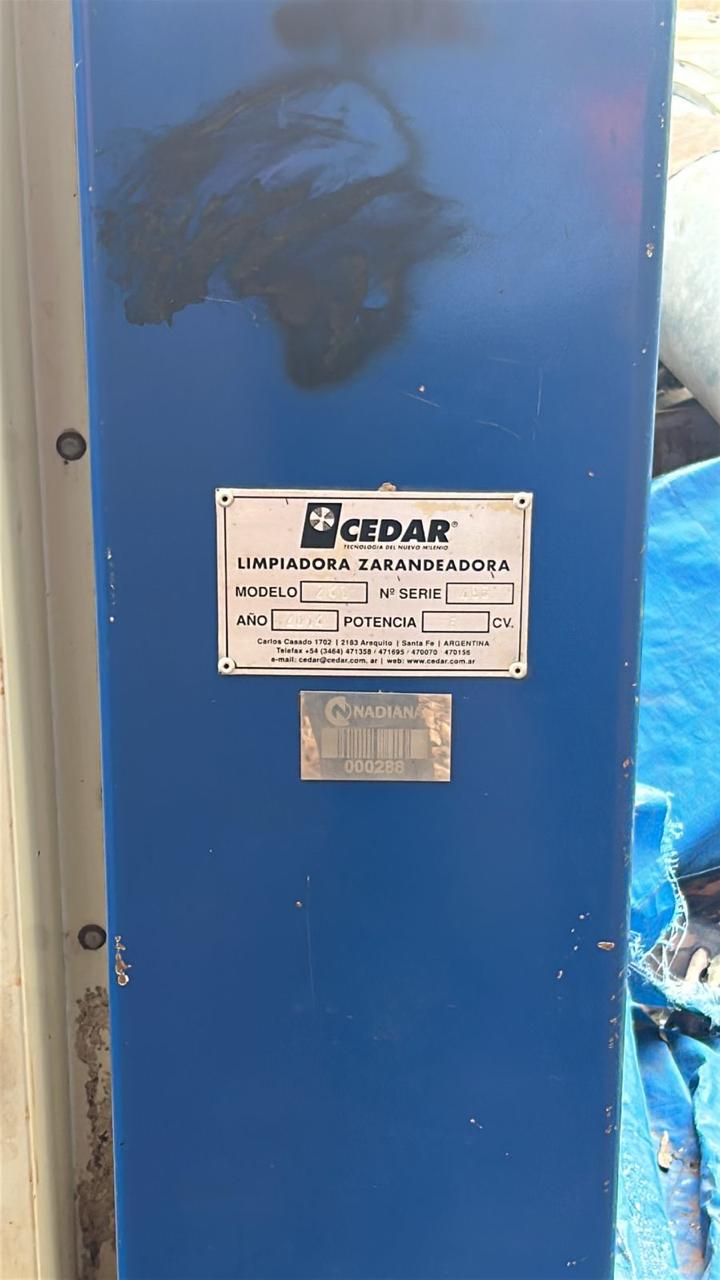 CEDAR®
TECNOLOGIA DEL NUEVO MILENIO
LIMPIADORA ZARANDEADORA
MODELO Nº SERIE
AÑO POTENCIA CV.
Carlos Casado 1702 | 2183 Arequito | Santa Fe | ARGENTINA
Telefax +54 (3464) 471358 / 471695 / 470070 / 470156
e-mail: cedar@cedar.com.ar | web: www.cedar.com.ar
NADIANA
000288